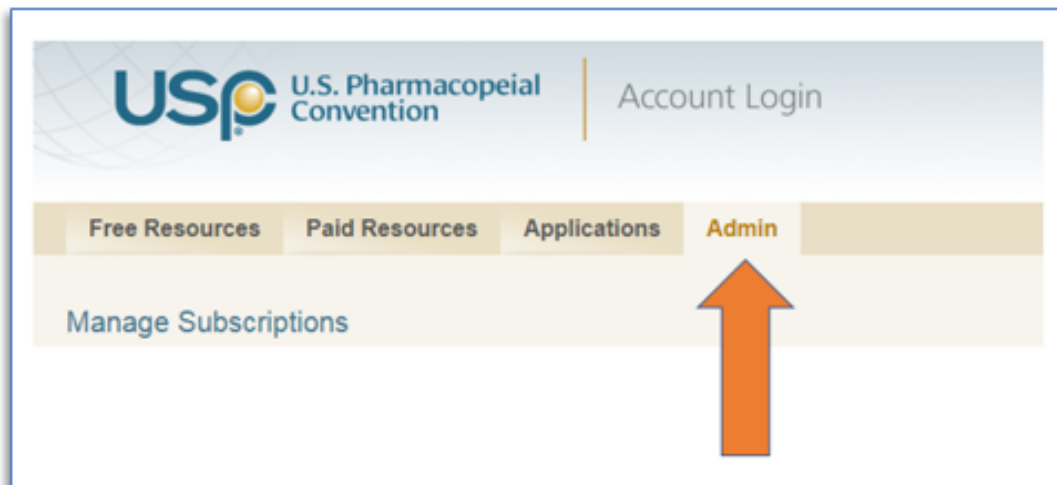 USP U.S. Pharmacopeial
Convention
Account Login
Free Resources Paid Resources Applications Admin
Manage Subscriptions